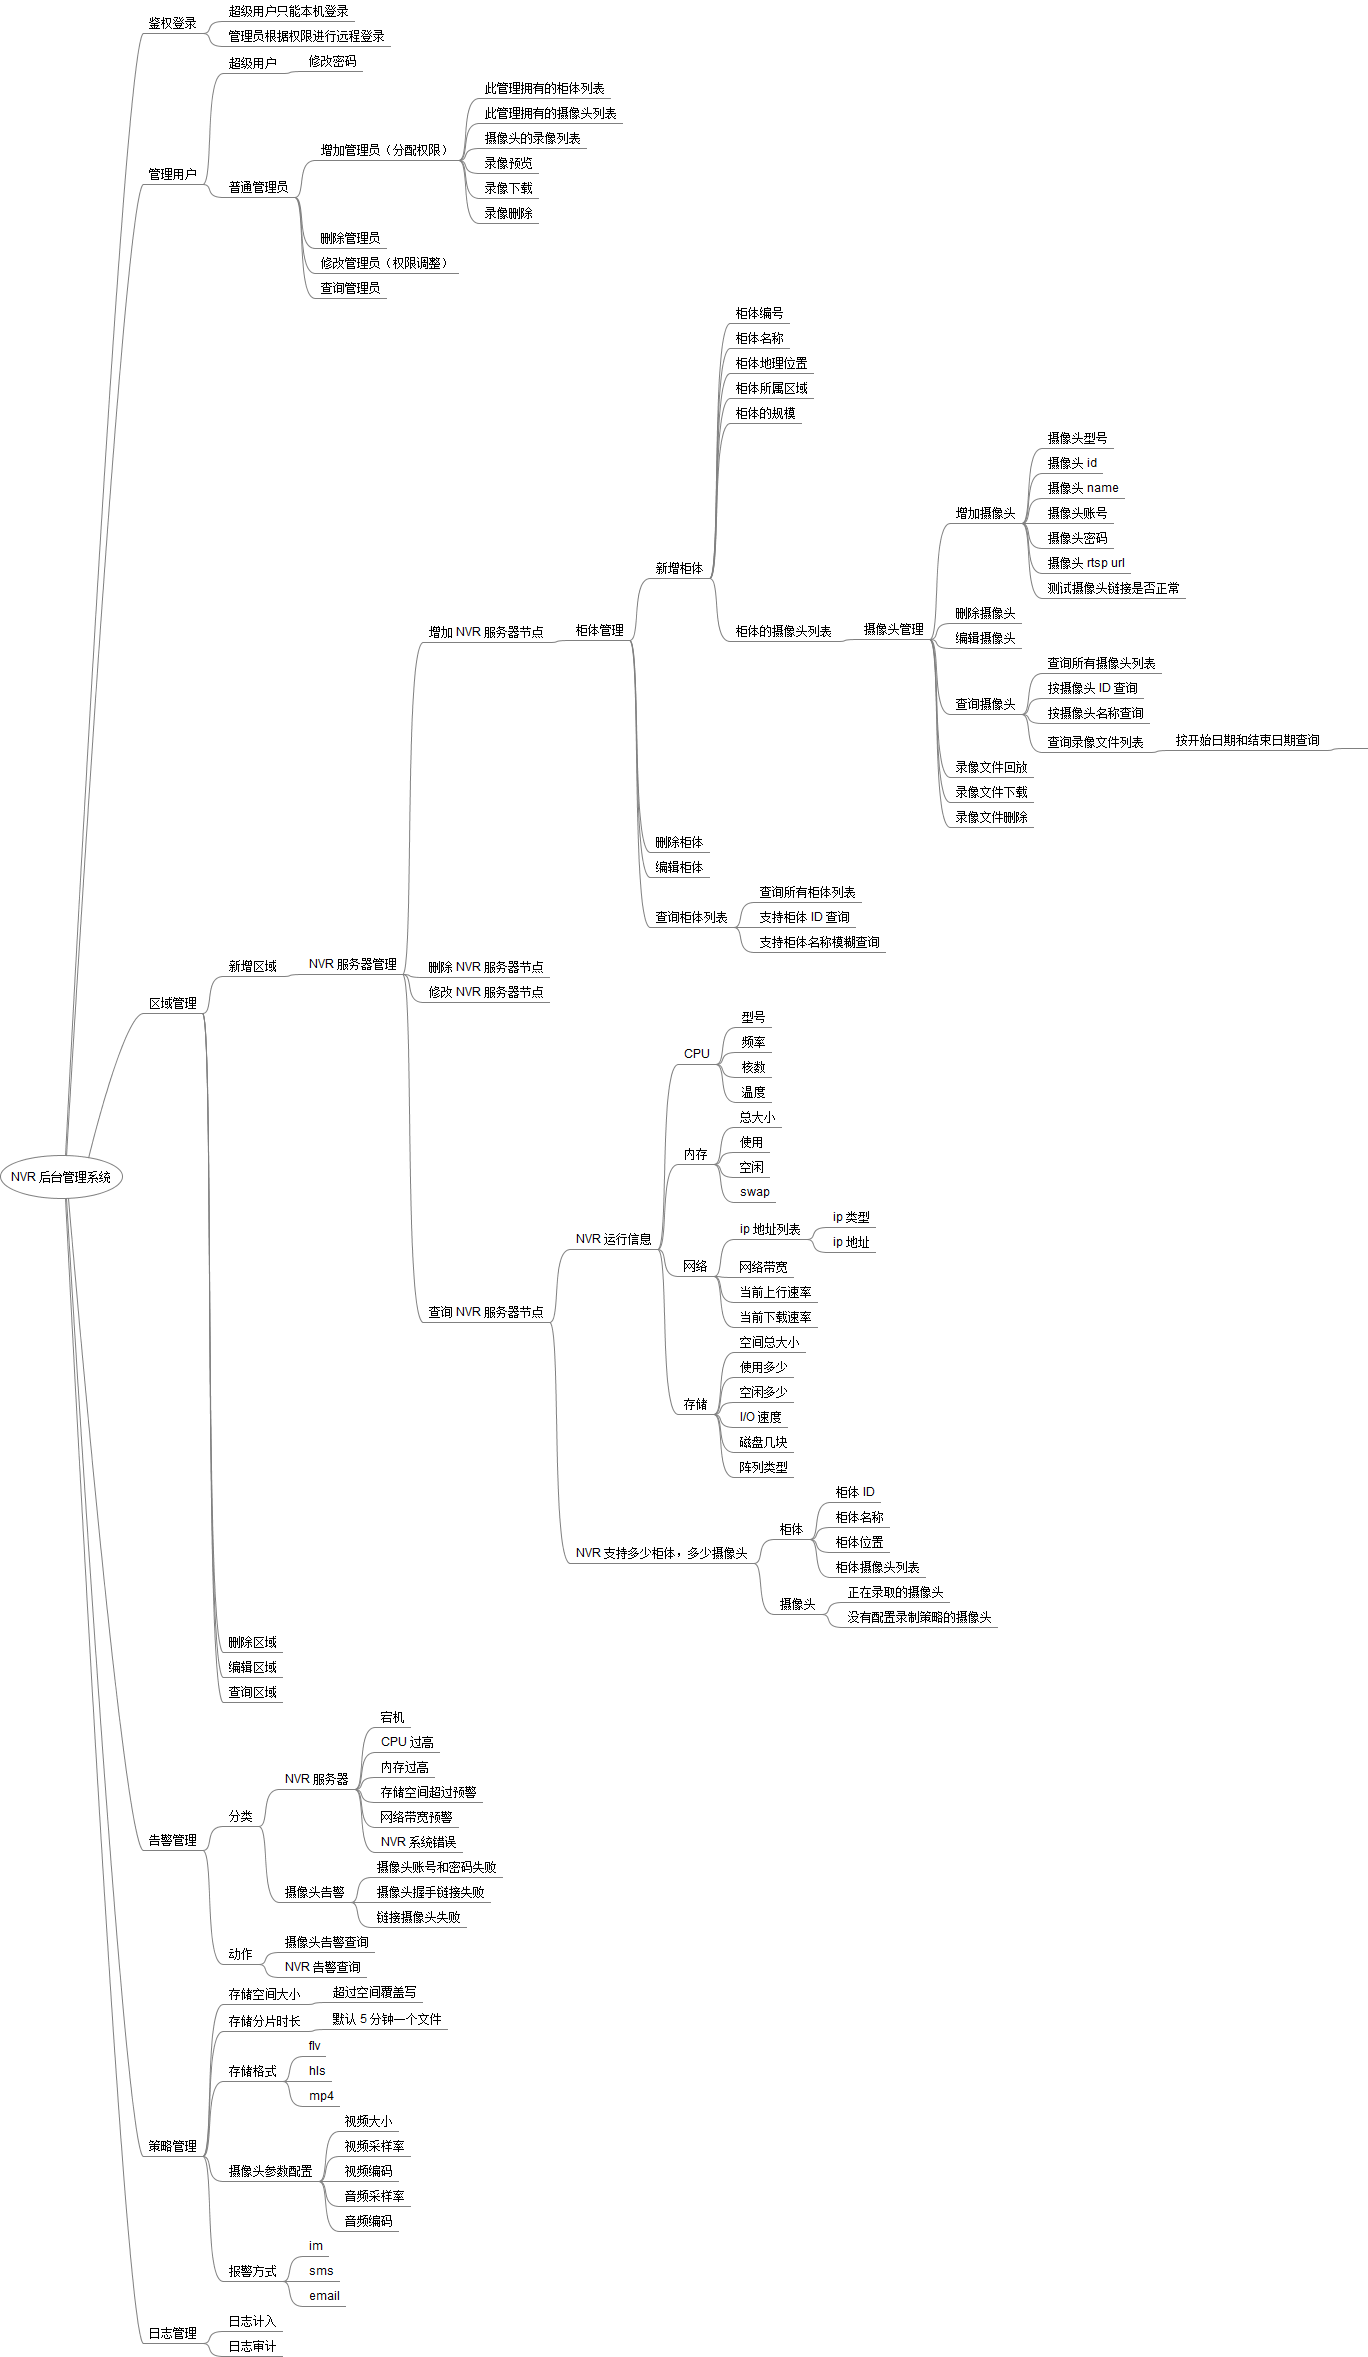 鉴权登录
超级用户只能本机登录
管理员根据权限进行远程登录
管理用户
超级用户
修改密码
普通管理员
增加管理员（分配权限）
此管理拥有的柜体列表
此管理拥有的摄像头列表
摄像头的录像列表
录像预览
录像下载
录像删除
删除管理员
修改管理员（权限调整）
查询管理员
NVR 后台管理系统
区域管理
新增区域
NVR 服务器管理
增加 NVR 服务器节点
柜体管理
新增柜体
柜体编号
柜体名称
柜体地理位置
柜体所属区域
柜体的规模
柜体的摄像头列表
摄像头管理
增加摄像头
摄像头型号
摄像头 id
摄像头 name
摄像头账号
摄像头密码
摄像头 rtsp url
测试摄像头链接是否正常
删除摄像头
编辑摄像头
查询摄像头
查询所有摄像头列表
按摄像头 ID 查询
按摄像头名称查询
查询录像文件列表
按开始日期和结束日期查询
录像文件回放
录像文件下载
录像文件删除
删除柜体
编辑柜体
查询柜体列表
查询所有柜体列表
支持柜体 ID 查询
支持柜体名称模糊查询
删除 NVR 服务器节点
修改 NVR 服务器节点
查询 NVR 服务器节点
NVR 运行信息
CPU
型号
频率
核数
温度
内存
总大小
使用
空闲
swap
网络
ip 地址列表
ip 类型
ip 地址
网络带宽
当前上行速率
当前下载速率
存储
空间总大小
使用多少
空闲多少
I/O 速度
磁盘几块
阵列类型
NVR 支持多少柜体，多少摄像头
柜体
柜体 ID
柜体名称
柜体位置
柜体摄像头列表
摄像头
正在录取的摄像头
没有配置录制策略的摄像头
删除区域
编辑区域
查询区域
告警管理
分类
NVR 服务器
宕机
CPU 过高
内存过高
存储空间超过预警
网络带宽预警
NVR 系统错误
摄像头告警
摄像头账号和密码失败
摄像头握手链接失败
链接摄像头失败
动作
摄像头告警查询
NVR 告警查询
策略管理
存储空间大小
超过空间覆盖写
存储分片时长
默认 5 分钟一个文件
存储格式
flv
hls
mp4
摄像头参数配置
视频大小
视频采样率
视频编码
音频采样率
音频编码
报警方式
im
sms
email
日志管理
日志计入
日志审计